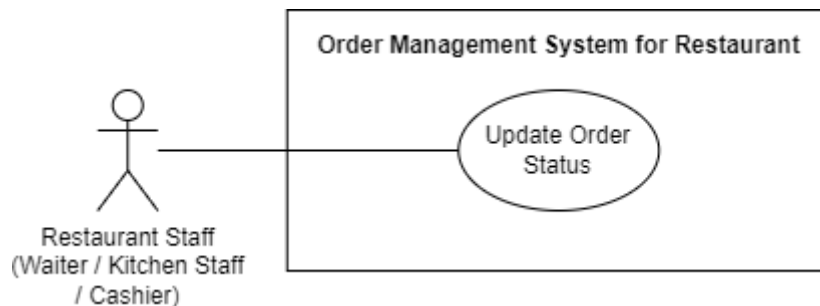 Order Management System for Restaurant
Update Order
Status
Restaurant Staff
(Waiter / Kitchen Staff
/ Cashier)